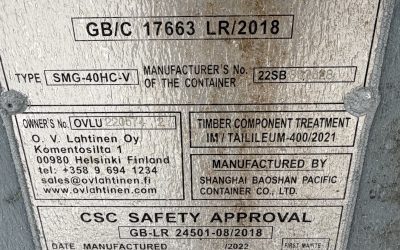 GB/C 17663 LR/2018
TYPE SMG-40HC-V MANUFACTURER'S No. OF THE CONTAINER 22SB
OWNER'S No. OVLU
O. V. Lahtinen Oy
Komentosilta 1
00980 Helsinki Finland
tel: +358 9 694 1234
sales@ovlahtinen.fi
www.ovlahtinen.com
TIMBER COMPONENT TREATMENT
IM / TAILILEUM-400/2021
MANUFACTURED BY
SHANGHAI BAOSHAN PACIFIC
CONTAINER CO., LTD.
CSC SAFETY APPROVAL
GB-LR 24501-08/2018
DATE MANUFACTURED /2022